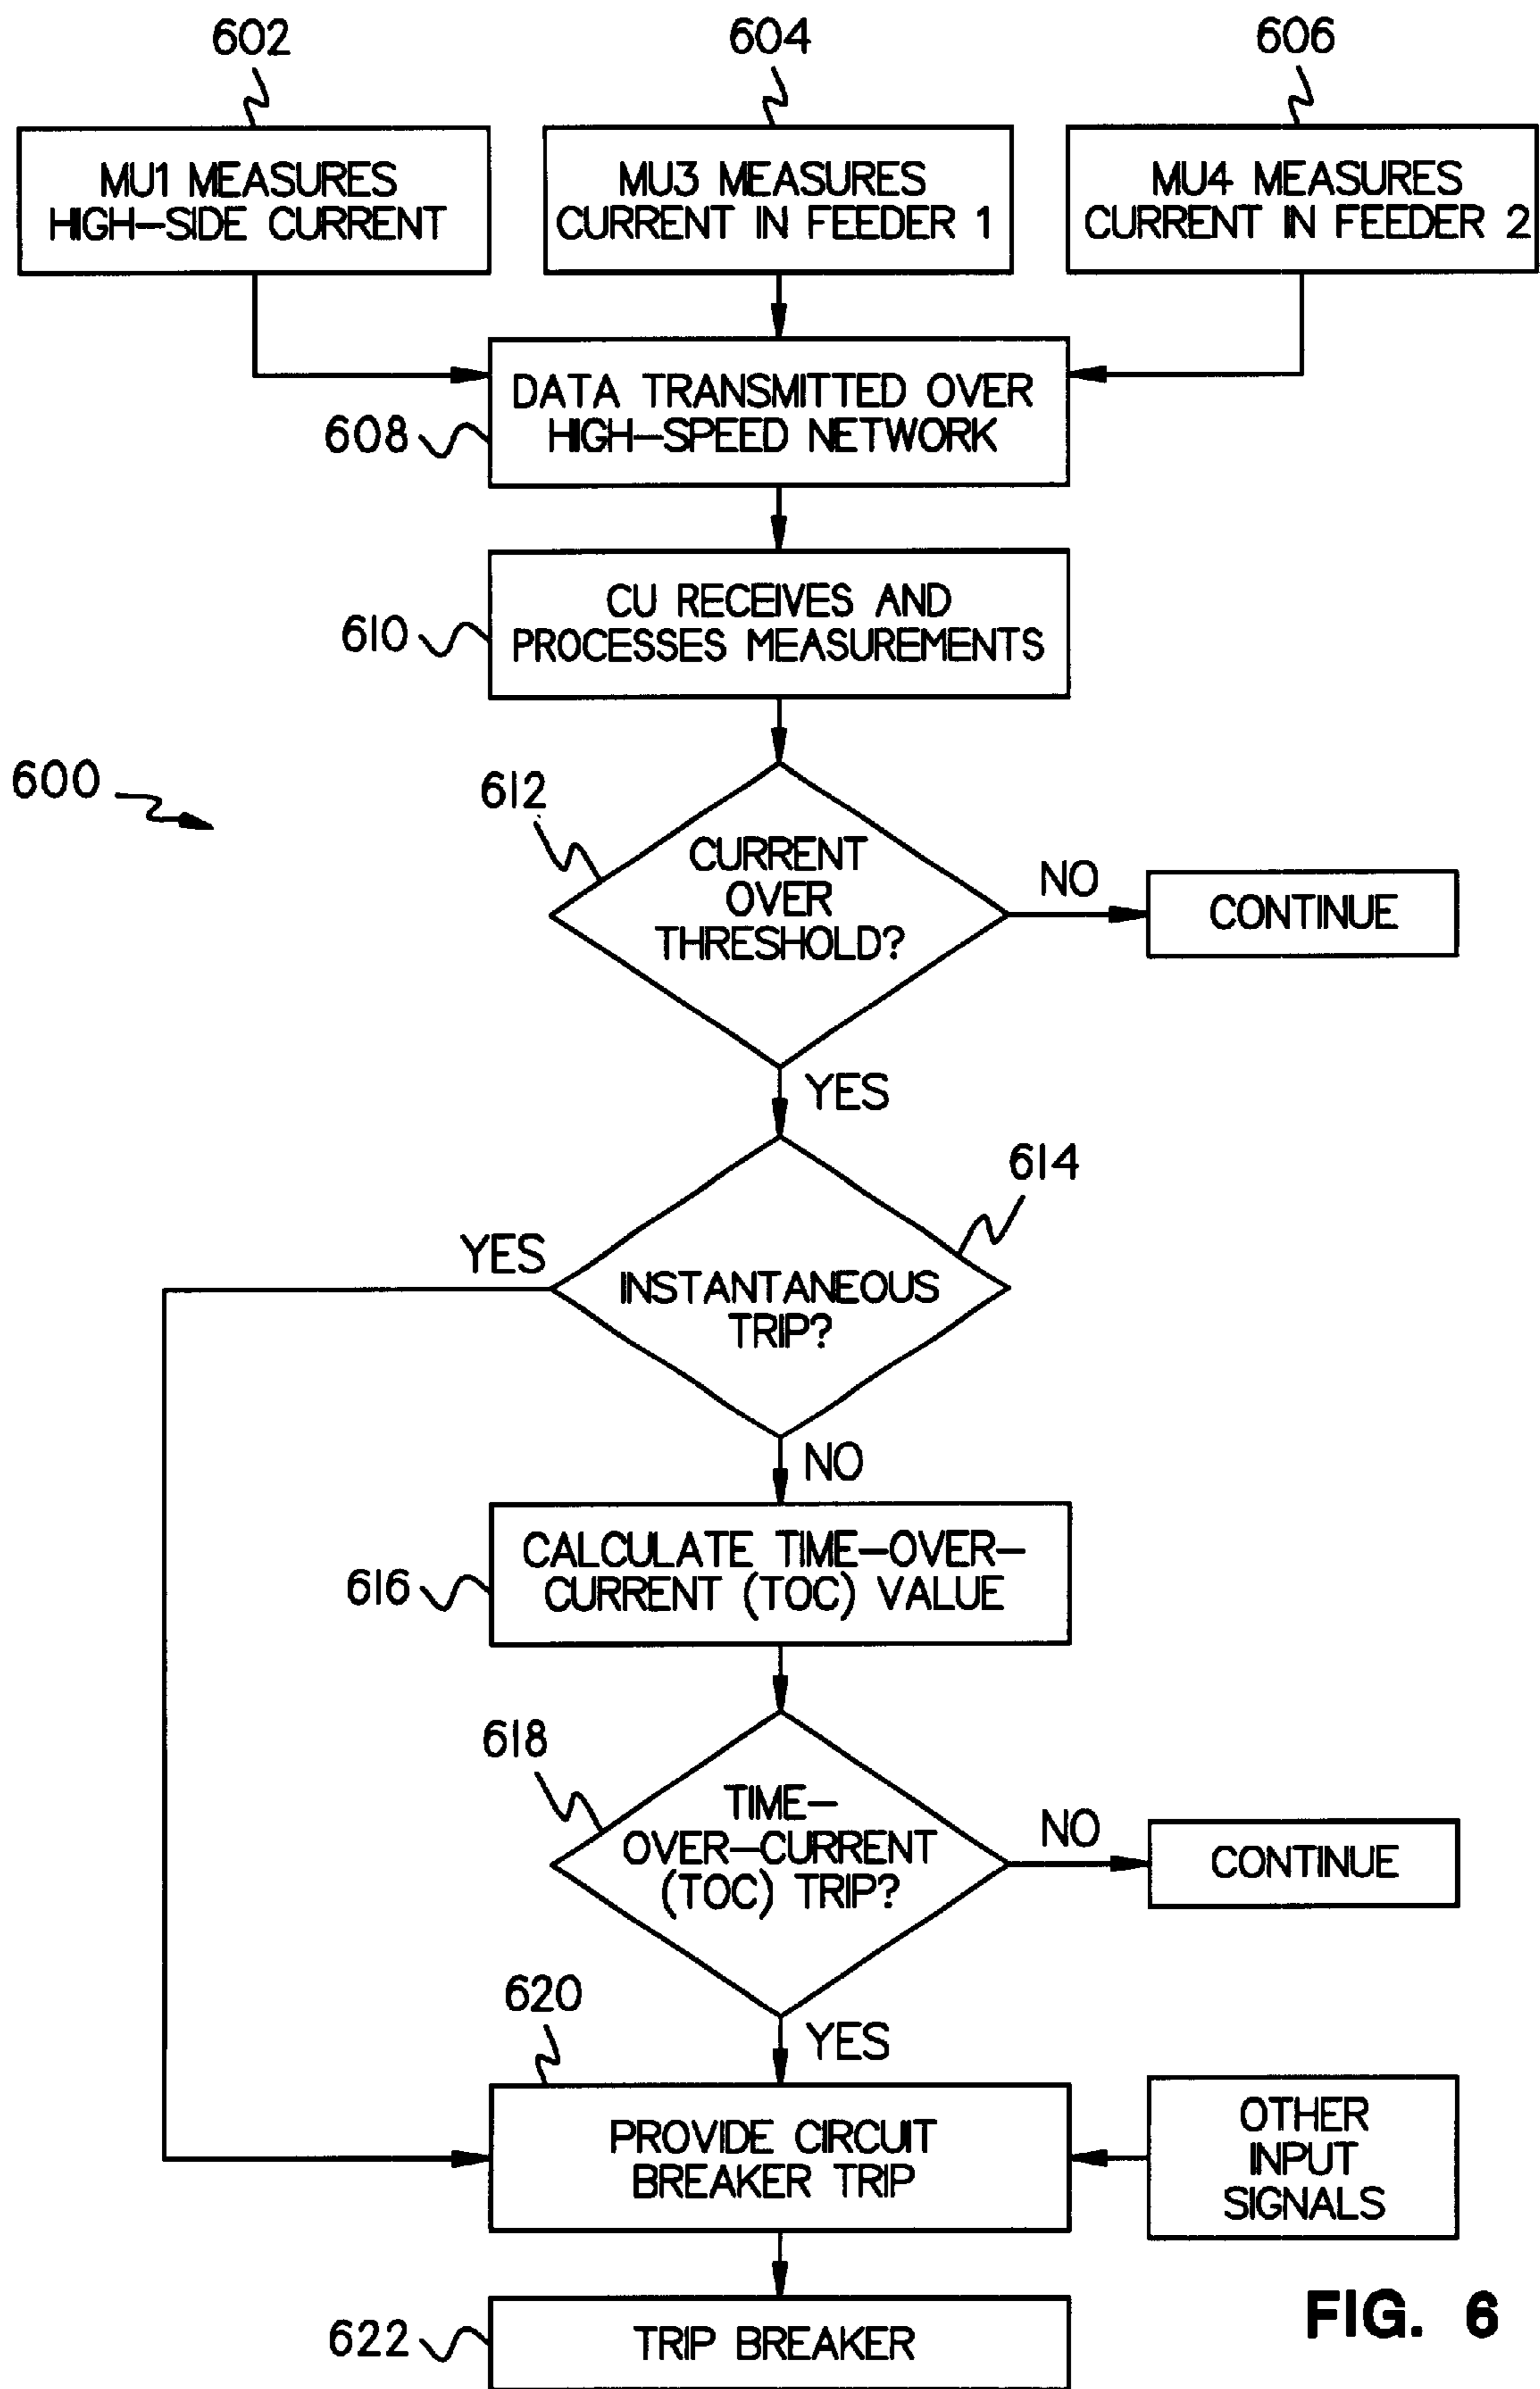 602
604
606
MU1 MEASURES
HIGH-SIDE CURRENT
MU3 MEASURES
CURRENT IN FEEDER 1
MU4 MEASURES
CURRENT IN FEEDER 2
DATA TRANSMITTED OVER
HIGH-SPEED NETWORK
608
CU RECEIVES AND
PROCESSES MEASUREMENTS
610
600
612
CURRENT
OVER
THRESHOLD?
NO
CONTINUE
YES
614
YES
INSTANTANEOUS
TRIP?
NO
CALCULATE TIME-OVER-
CURRENT (TOC) VALUE
616
618
TIME-
OVER-CURRENT
(TOC) TRIP?
NO
CONTINUE
620
YES
PROVIDE CIRCUIT
BREAKER TRIP
OTHER
INPUT
SIGNALS
622
TRIP BREAKER
FIG. 6